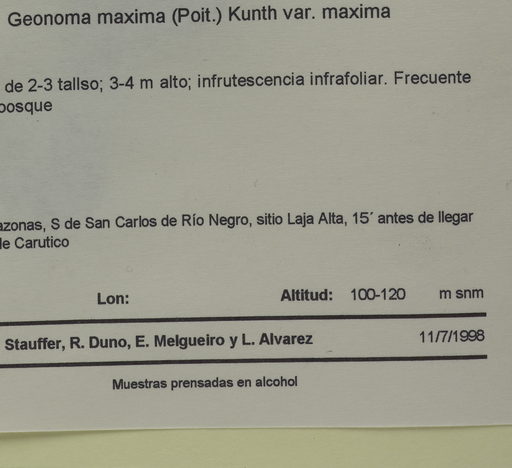 Geonoma maxima (Poit.) Kunth var. maxima
de 2-3 tallso; 3-4 m alto; infrutescencia infrafoliar. Frecuente
bosque
azonas, S de San Carlos de Río Negro, sitio Laja Alta, 15´ antes de llegar
de Carutico
Lon: Altitud: 100-120 m snm
Stauffer, R. Duno, E. Melgueiro y L. Alvarez 11/7/1998
Muestras prensadas en alcohol